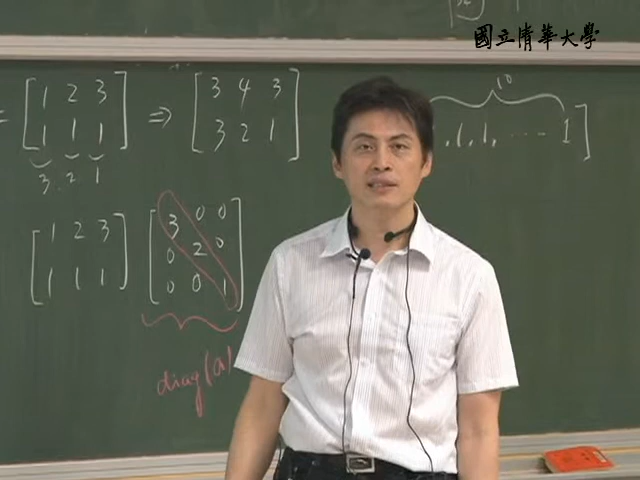 國立清華大學
= [1 2 3 ⇒ [3 4 3 10
1 1 1] 3 2 1] .1.1. ... 1]
3.2 1
[1 2 3 [3 0 0
1 1 1] 0 2 0
0 0 1]
diag(a)